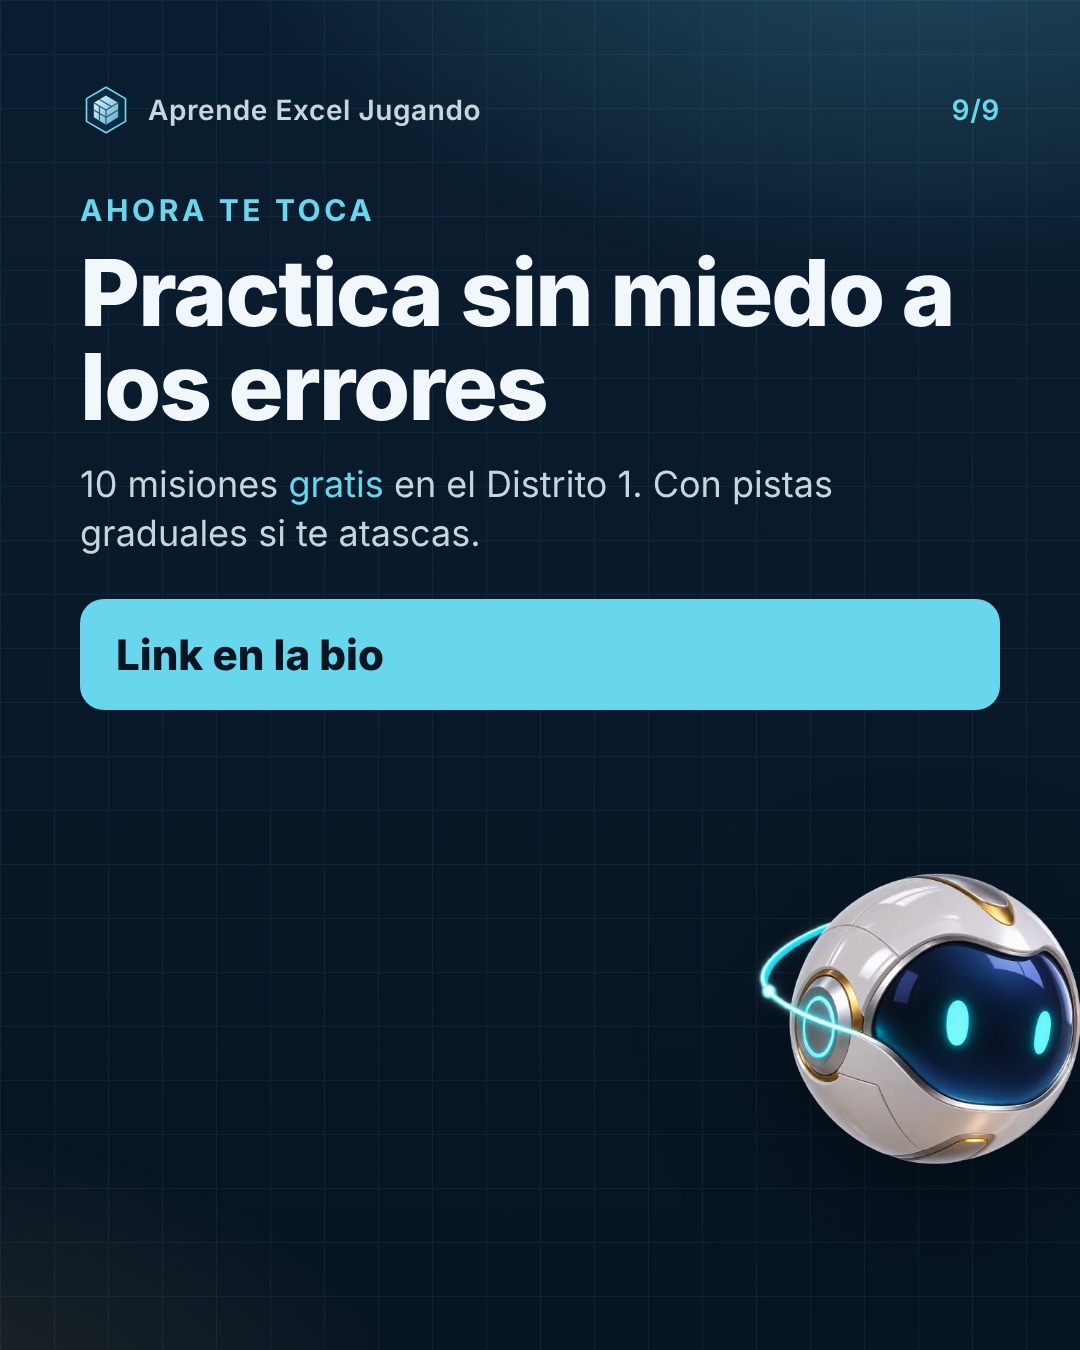 Aprende Excel Jugando
9/9
AHORA TE TOCA
Practica sin miedo a
los errores
10 misiones gratis en el Distrito 1. Con pistas
graduales si te atascas.
Link en la bio